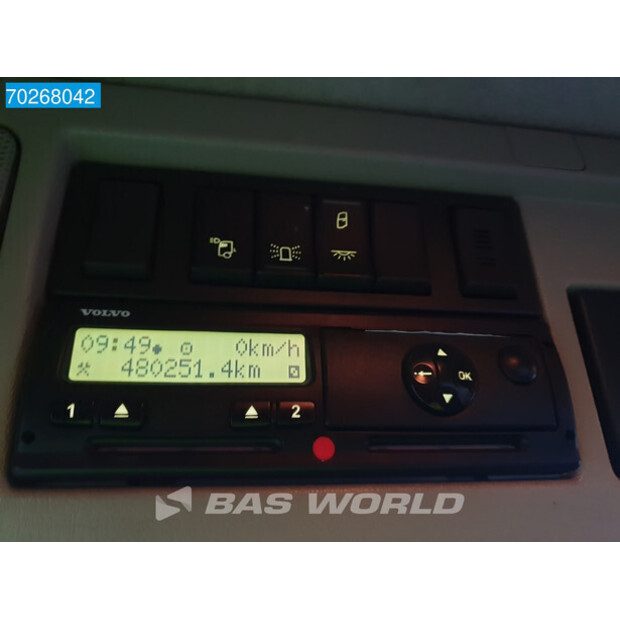 70268042
VOLVO
09:49 0km/h
480251.4km
1 2
OK
BAS WORLD